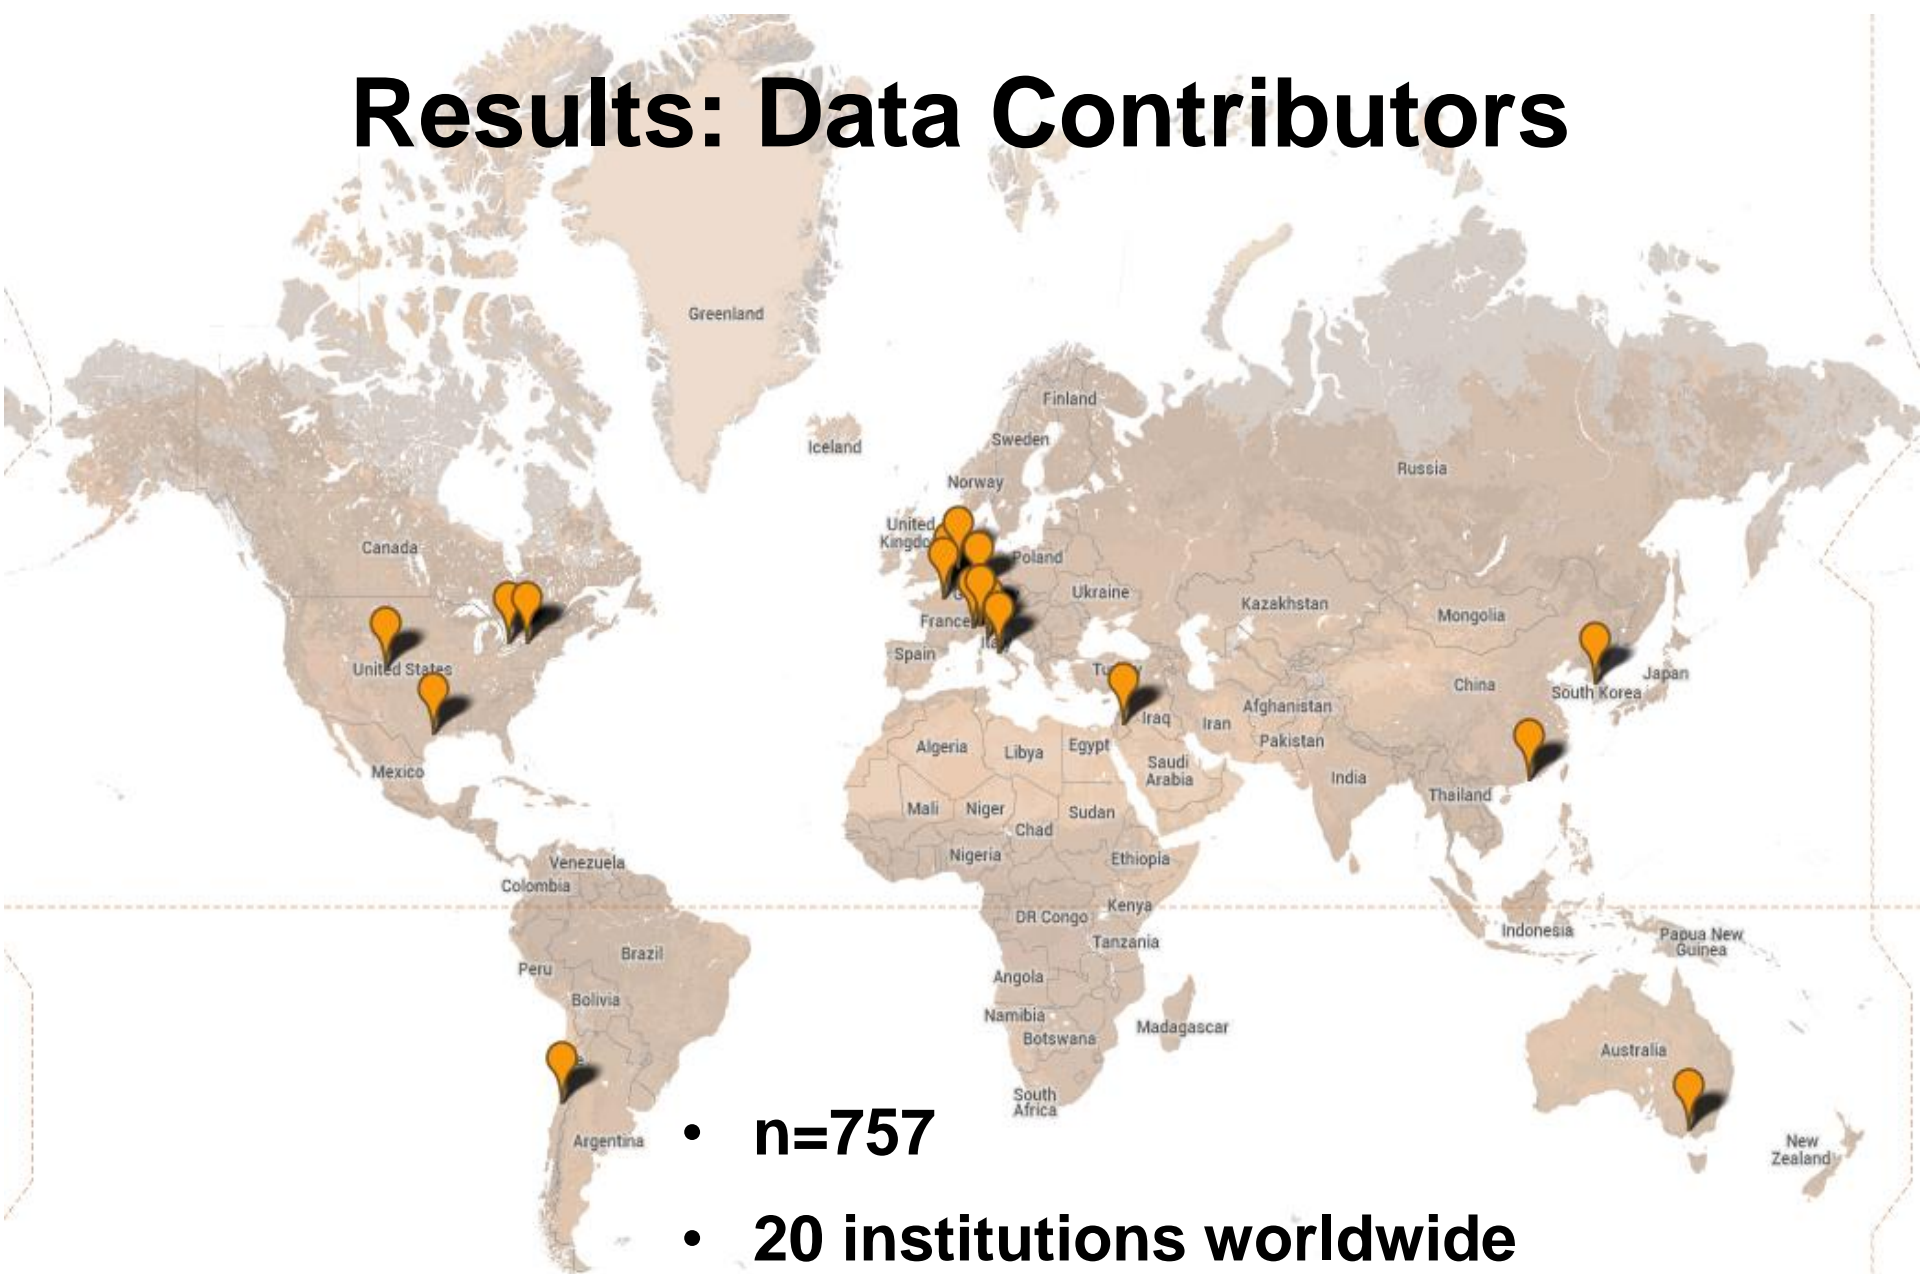 Results: Data Contributors
Greenland
Finland
Iceland
Sweden
Russia
Norway
United
Kingdo
Canada
Poland
Ukraine
Kazakhstan
Mongolia
France
Spain
United States
Japan
China
South Korea
Afghanistan
Iraq
Iran
Pakistan
Algeria
Libya
Egypt
Saudi
Arabia
Mexico
India
Thailand
Mali
Niger
Sudan
Chad
Nigeria
Ethiopia
Venezuela
Colombia
Kenya
DR Congo
Indonesia
Papua New
Guinea
Tanzania
Brazil
Peru
Angola
Bolivia
Namibia
Madagascar
Botswana
Australia
South
Africa
Argentina
New
Zealand
• n=757
• 20 institutions worldwide